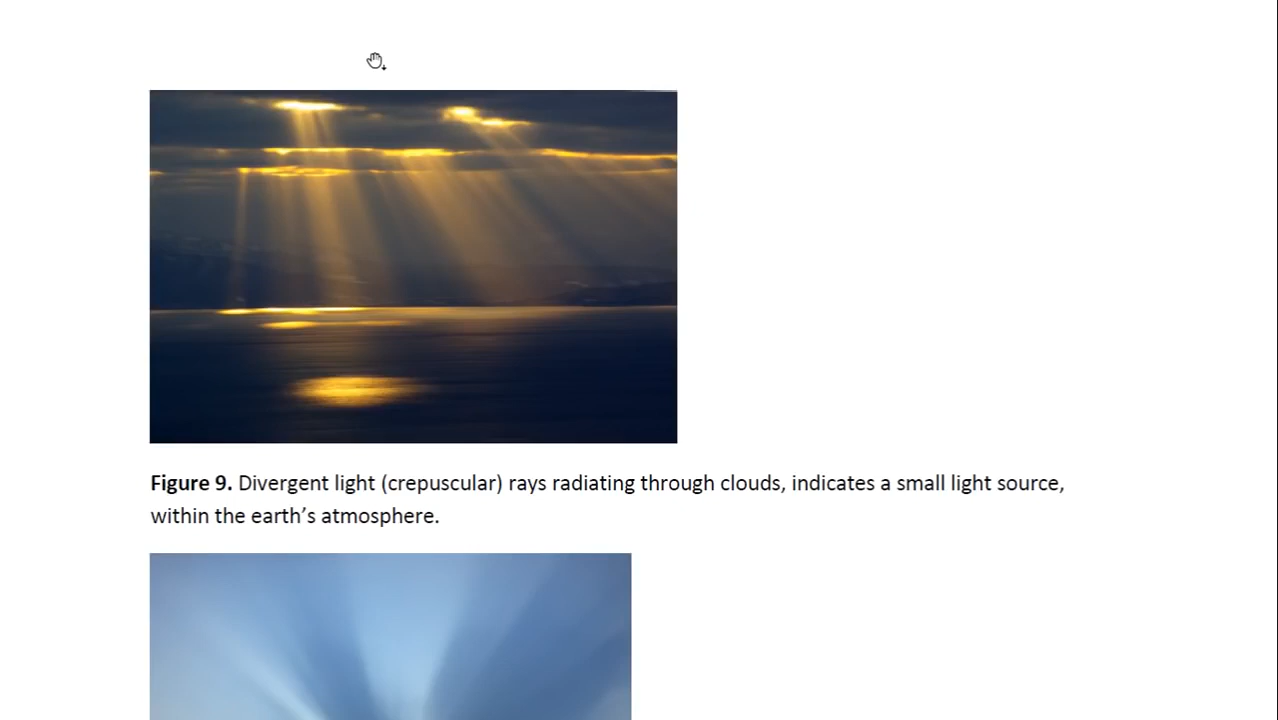 Figure 9. Divergent light (crepuscular) rays radiating through clouds, indicates a small light source,
within the earth’s atmosphere.